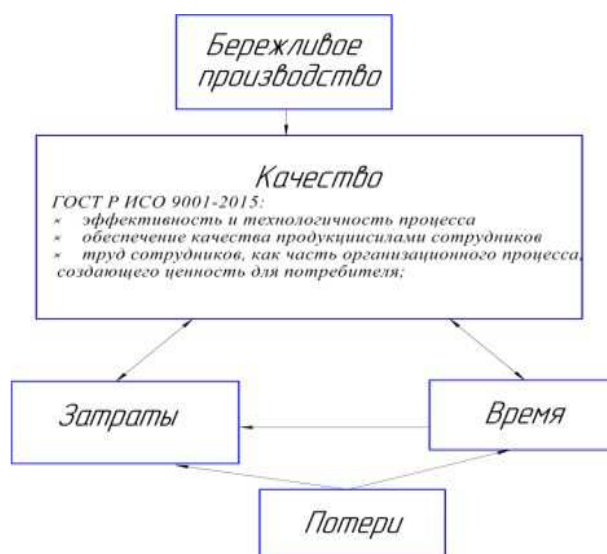 Бережливое
производство
Качество
ГОСТ Р ИСО 9001-2015:
× эффективность и технологичность процесса
× обеспечение качества продукциисилами сотрудников
× труд сотрудников, как часть организационного процесса,
создающего ценность для потребителя;
Затраты
Время
Потери